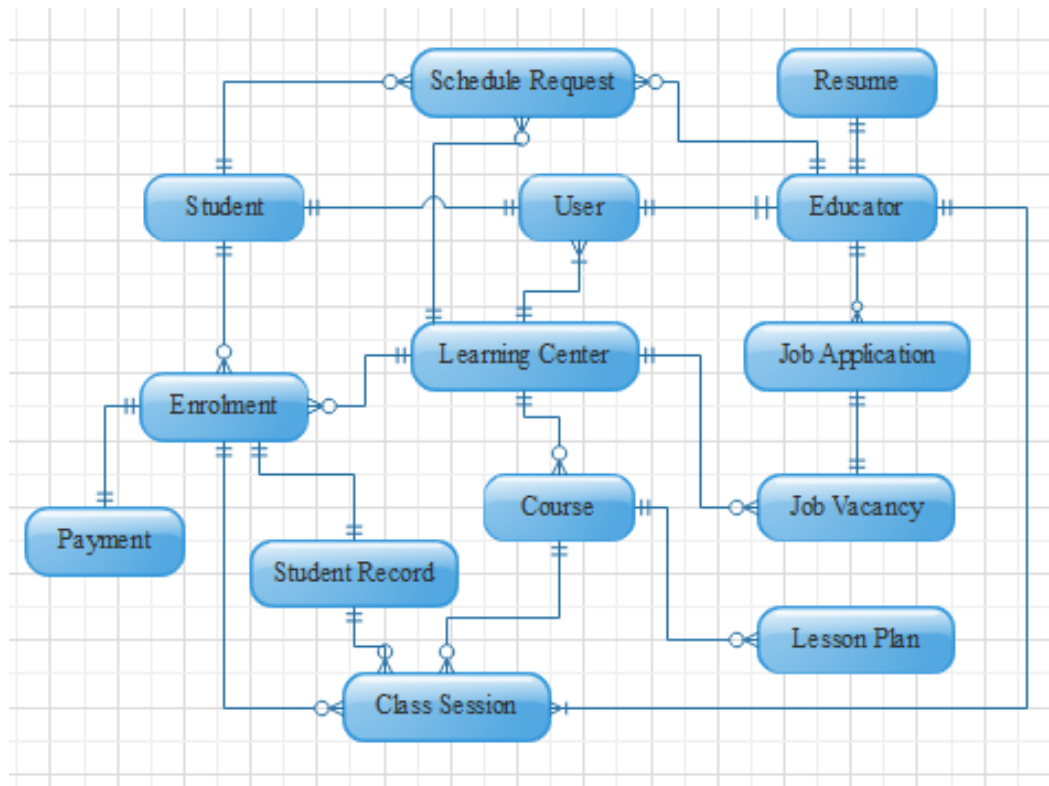 Schedule Request
Resume
Student
User
Educator
Learning Center
Job Application
Enrolment
Course
Job Vacancy
Payment
Student Record
Lesson Plan
Class Session